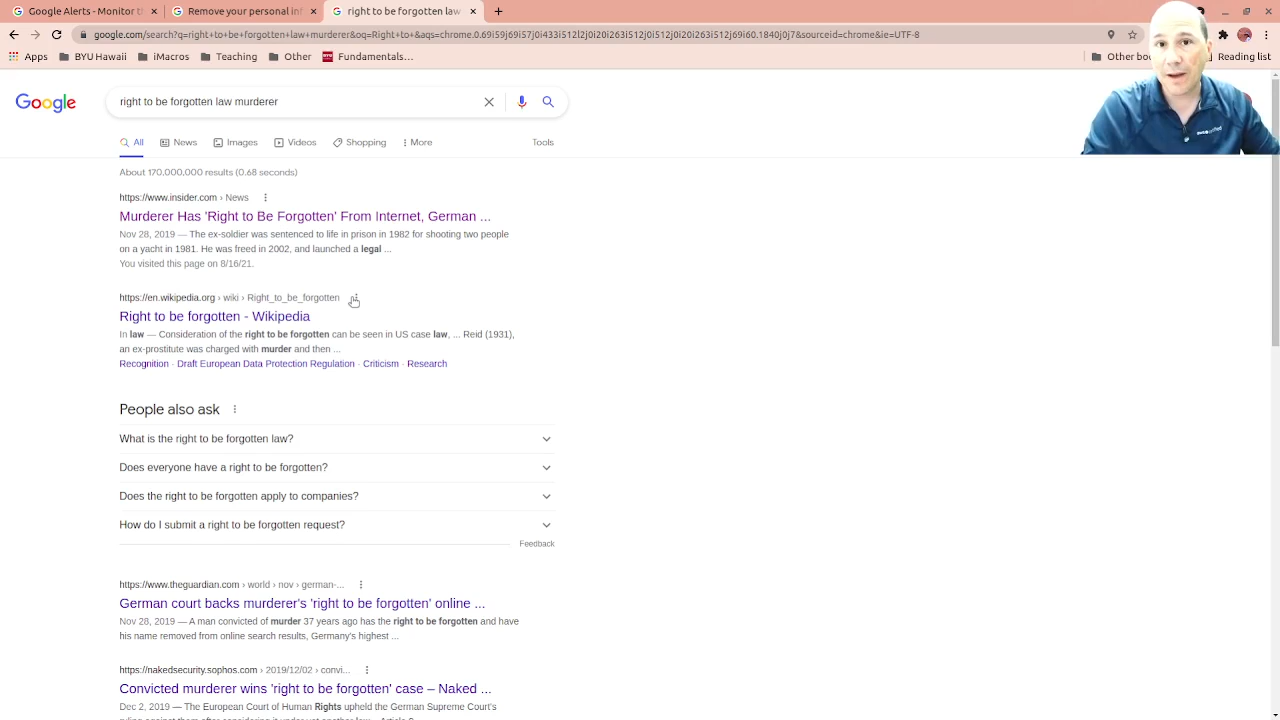 Google Alerts - Monitor t
Remove your personal inf
right to be forgotten law
google.com/search?q=right+to+be+forgotten+law+murderer&oq=Right+to+&aqs=chrome.0.0i59j69i57j0i433i512l2j0i20i263i512j0i512j0i20i263i512j69i60.1840j0j7&sourceid=chrome&ie=UTF-8
Apps
BYU Hawaii
iMacros
Teaching
Other
BYU
Fundamentals...
Other
Reading list
Google
right to be forgotten law murderer
All
News
Images
Videos
Shopping
More
Tools
About 170.000.000 results (0.68 seconds)
https://www.insider.com › News
Murderer Has 'Right to Be Forgotten' From Internet, German ...
Nov 28, 2019 — The ex-soldier was sentenced to life in prison in 1982 for shooting two people
on a yacht in 1981. He was freed in 2002, and launched a legal ...
You visited this page on 8/16/21.
https://en.wikipedia.org › wiki › Right_to_be_forgotten
Right to be forgotten - Wikipedia
In law — Consideration of the right to be forgotten can be seen in US case law, ... Reid (1931),
an ex-prostitute was charged with murder and then ...
Recognition · Draft European Data Protection Regulation · Criticism · Research
People also ask
What is the right to be forgotten law?
Does everyone have a right to be forgotten?
Does the right to be forgotten apply to companies?
How do I submit a right to be forgotten request?
Feedback
https://www.theguardian.com › world › nov › german-...
German court backs murderer's 'right to be forgotten' online ...
Nov 28, 2019 — A man convicted of murder 37 years ago has the right to be forgotten and have
his name removed from online search results, Germany's highest ...
https://nakedsecurity.sophos.com › 2019/12/02 › convi...
Convicted murderer wins 'right to be forgotten' case – Naked ...
Dec 2, 2019 — The European Court of Human Rights upheld the German Supreme Court's